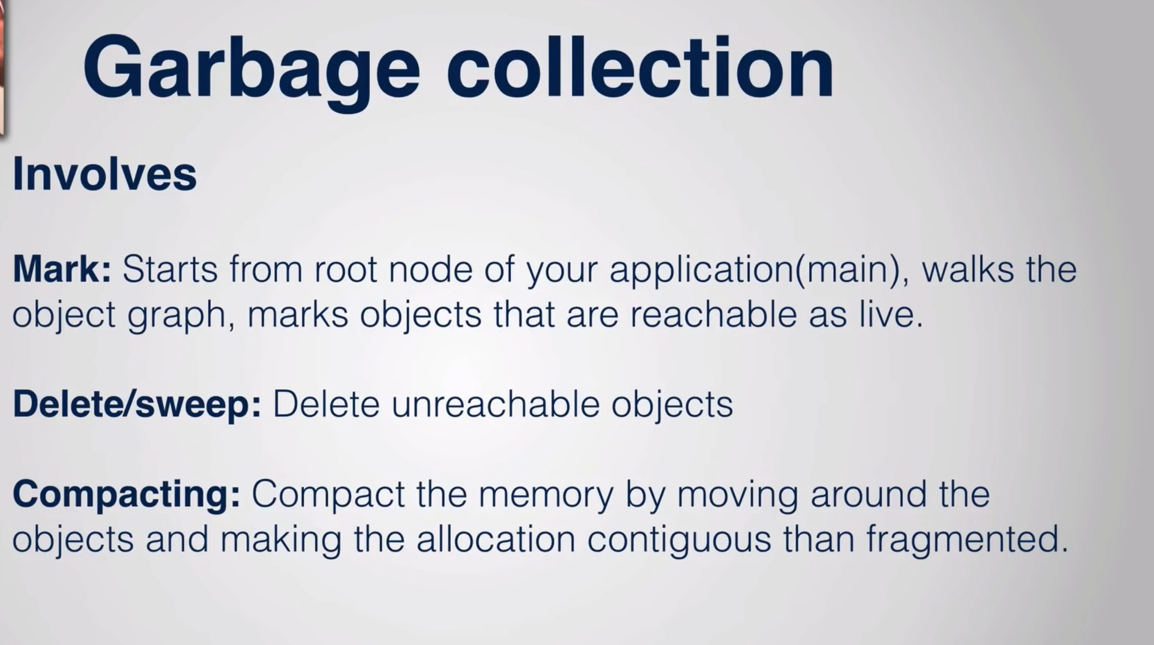 Garbage collection
Involves
Mark: Starts from root node of your application(main), walks the
object graph, marks objects that are reachable as live.
Delete/sweep: Delete unreachable objects
Compacting: Compact the memory by moving around the
objects and making the allocation contiguous than fragmented.